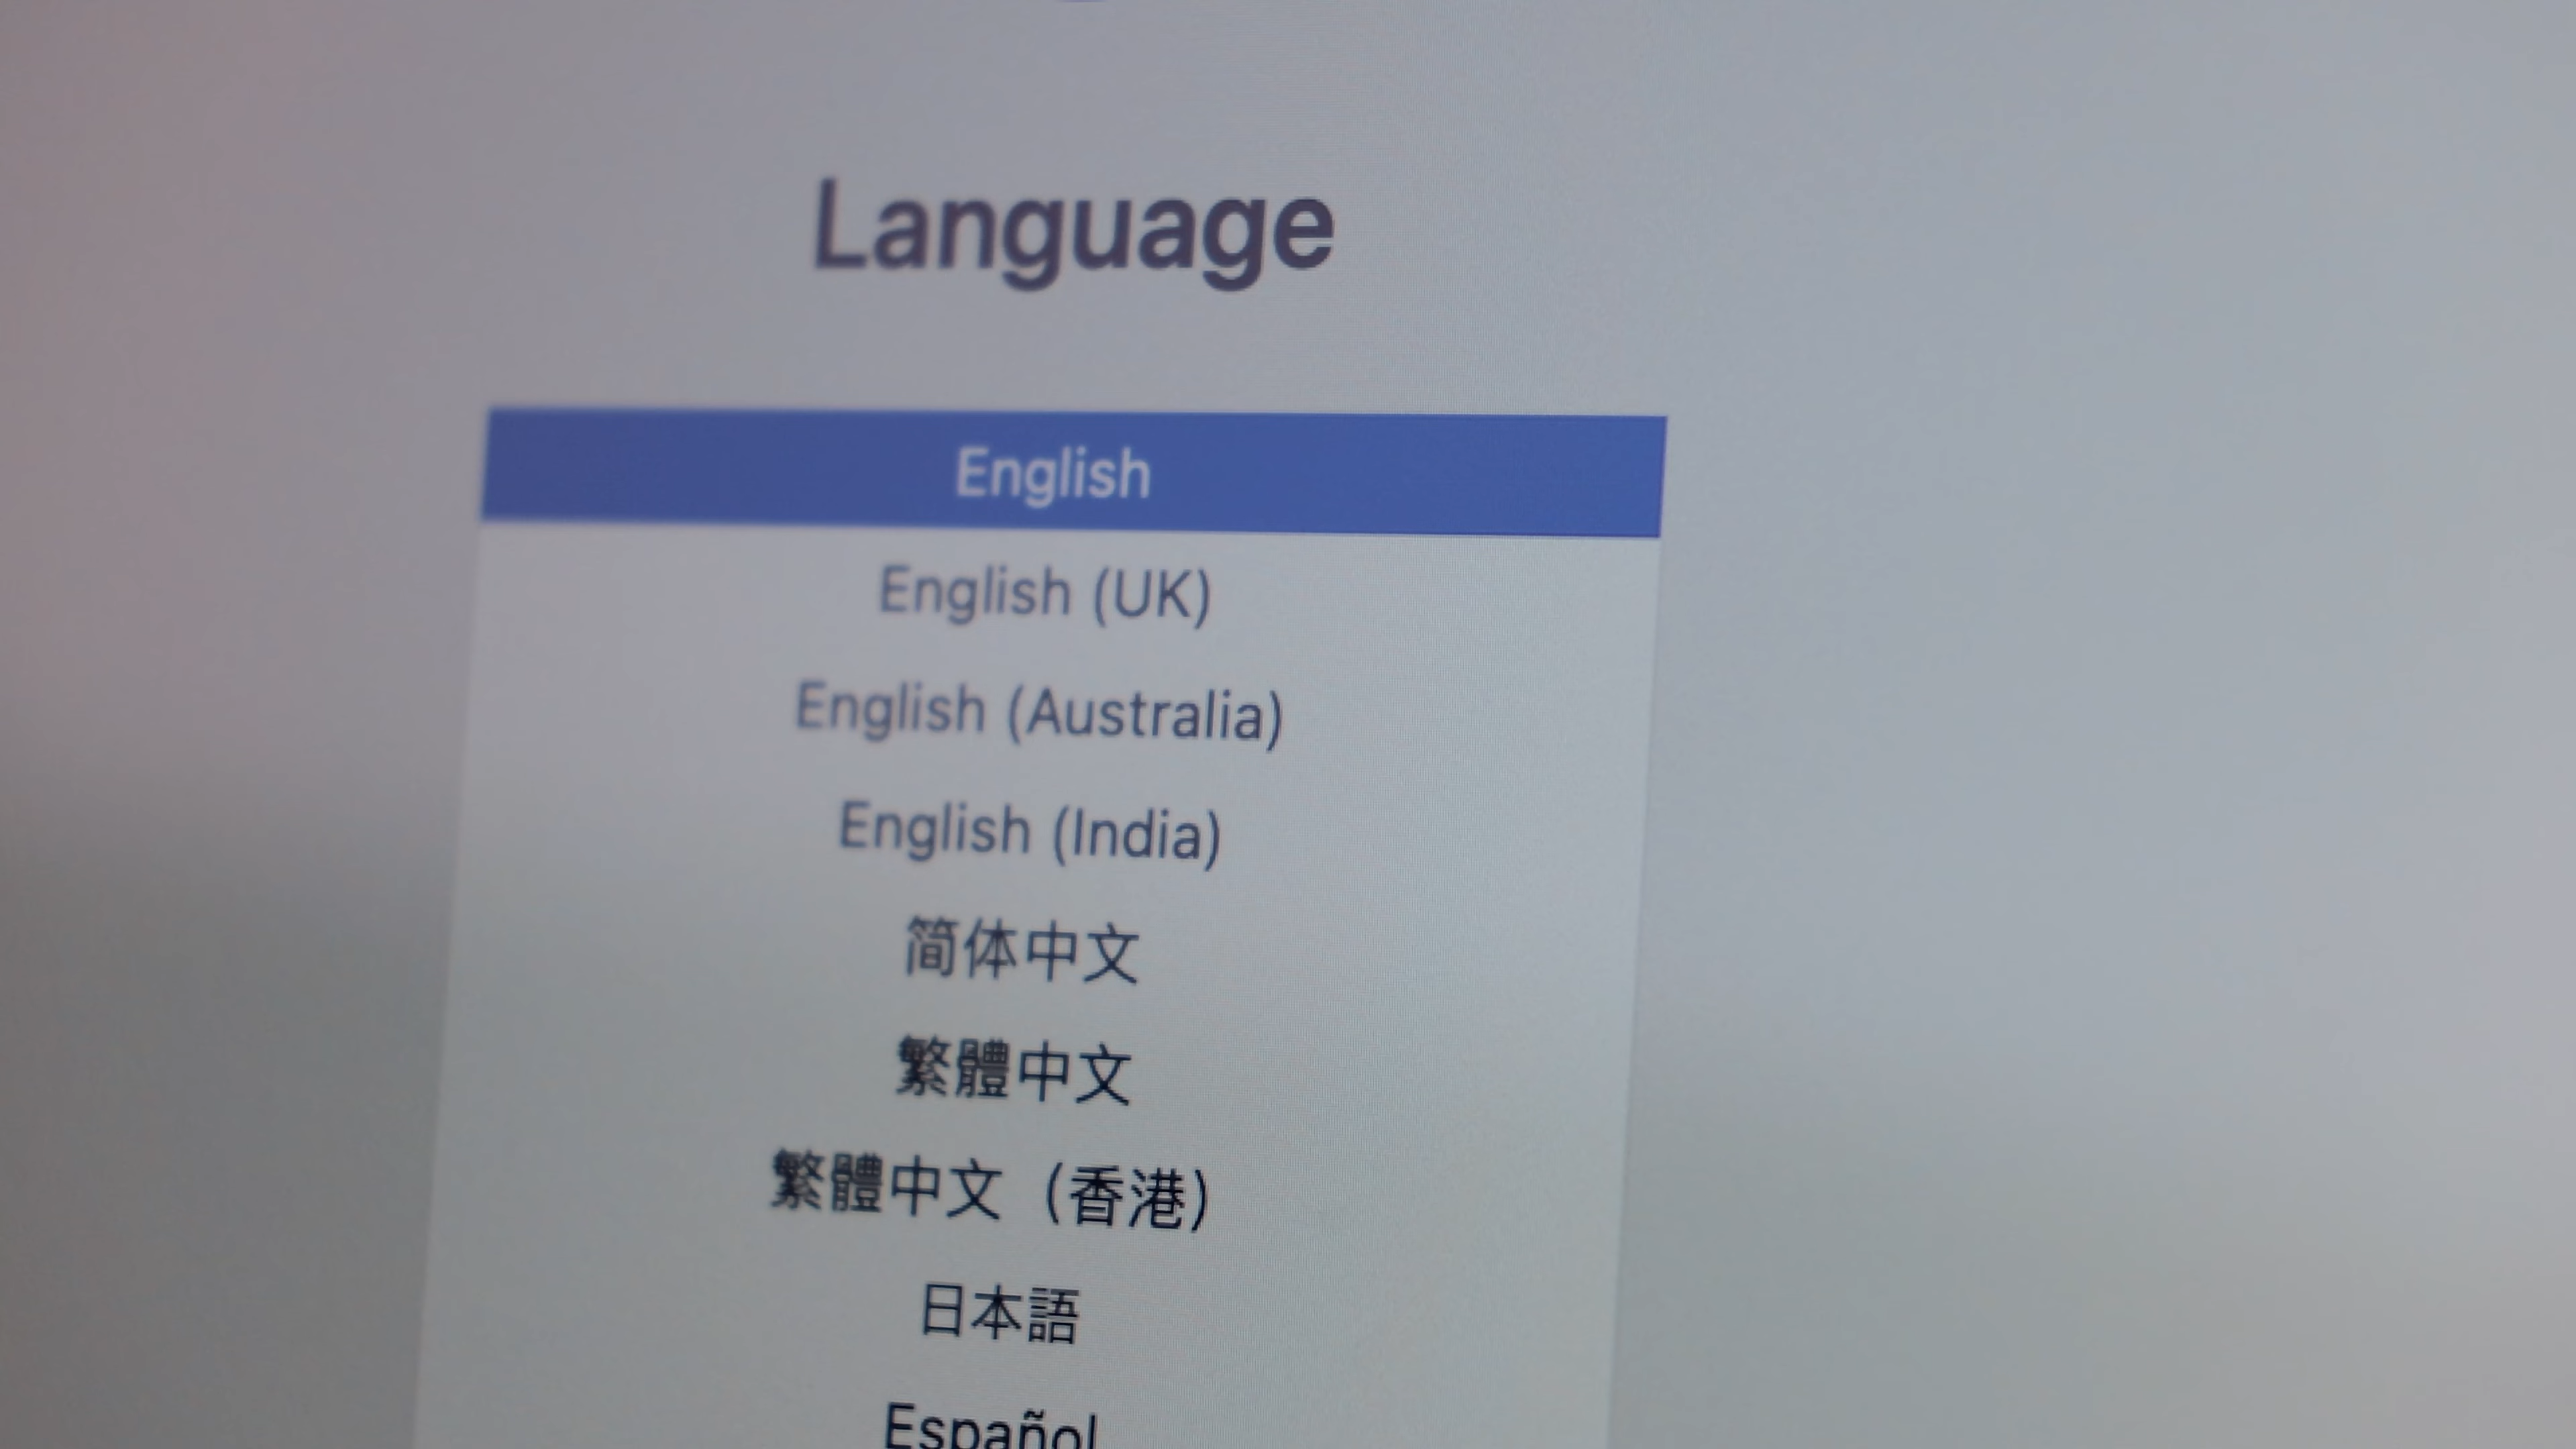 Language
English
English (UK)
English (Australia)
English (India)
简体中文
繁體中文
繁體中文（香港）
日本語
Español